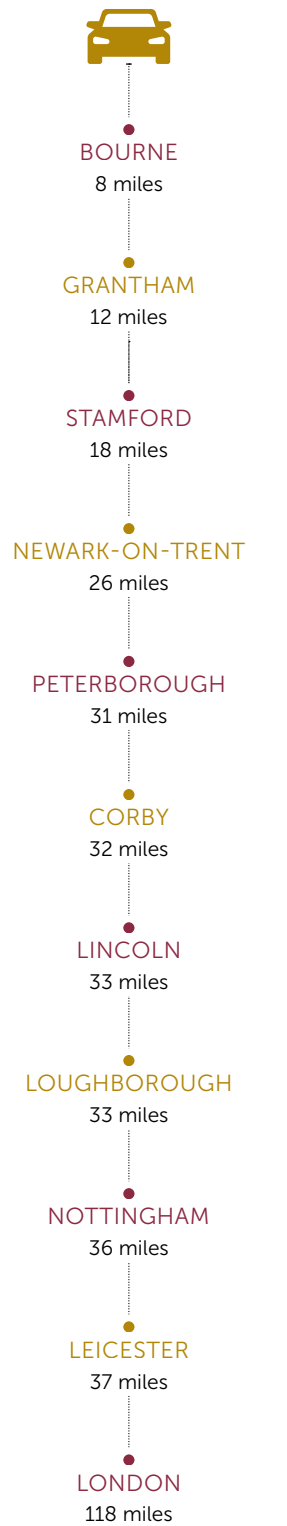 BOURNE
8 miles
GRANTHAM
12 miles
STAMFORD
18 miles
NEWARK-ON-TRENT
26 miles
PETERBOROUGH
31 miles
CORBY
32 miles
LINCOLN
33 miles
LOUGHBOROUGH
33 miles
NOTTINGHAM
36 miles
LEICESTER
37 miles
LONDON
118 miles